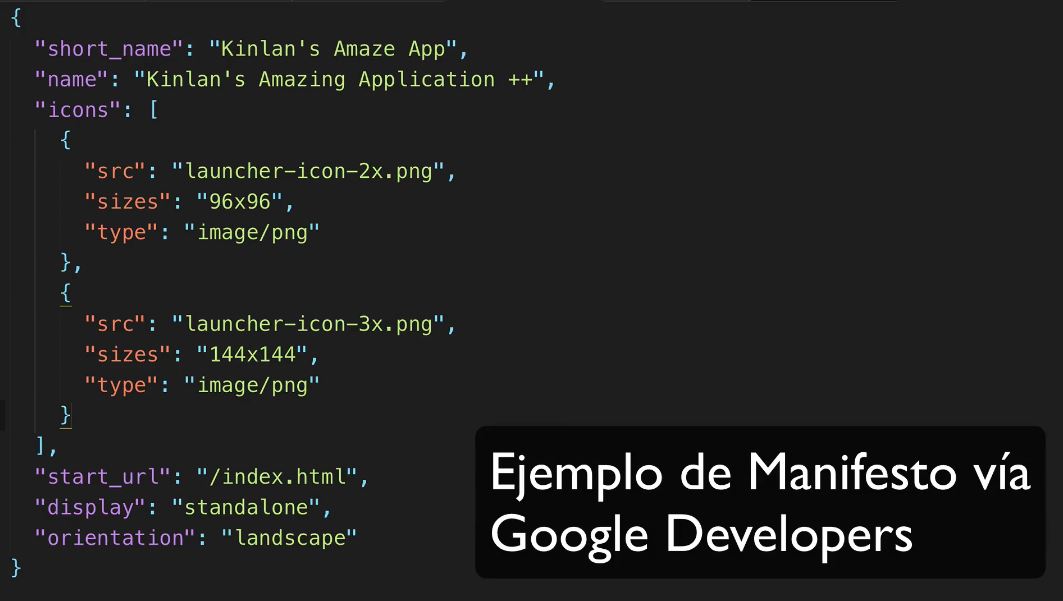 {
  "short_name": "Kinlan's Amaze App",
  "name": "Kinlan's Amazing Application ++",
  "icons": [
    {
      "src": "launcher-icon-2x.png",
      "sizes": "96x96",
      "type": "image/png"
    },
    {
      "src": "launcher-icon-3x.png",
      "sizes": "144x144",
      "type": "image/png"
    }
  ],
  "start_url": "/index.html",
  "display": "standalone",
  "orientation": "landscape"
}
Ejemplo de Manifesto vía
Google Developers